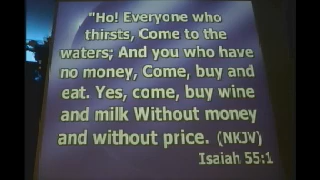 "Ho! Everyone who
thirsts, Come to the
waters; And you who have
no money, Come, buy and
eat. Yes, come, buy wine
and milk Without money
and without price. (NKJV)
Isaiah 55:1